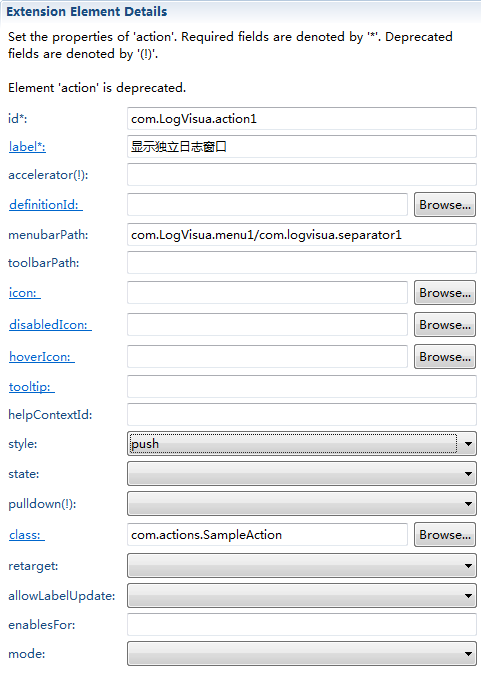 Extension Element Details
Set the properties of 'action'. Required fields are denoted by '*'. Deprecated
fields are denoted by '(!)'.
Element 'action' is deprecated.
id*: com.LogVisua.action1
label*: 显示独立日志窗口
accelerator(!):
definitionId: Browse...
menubarPath: com.LogVisua.menu1/com.logvisua.separator1
toolbarPath:
icon: Browse...
disabledIcon: Browse...
hoverIcon: Browse...
tooltip:
helpContextId:
style: push
state:
pulldown(!):
class: com.actions.SampleAction Browse...
retarget:
allowLabelUpdate:
enablesFor:
mode: